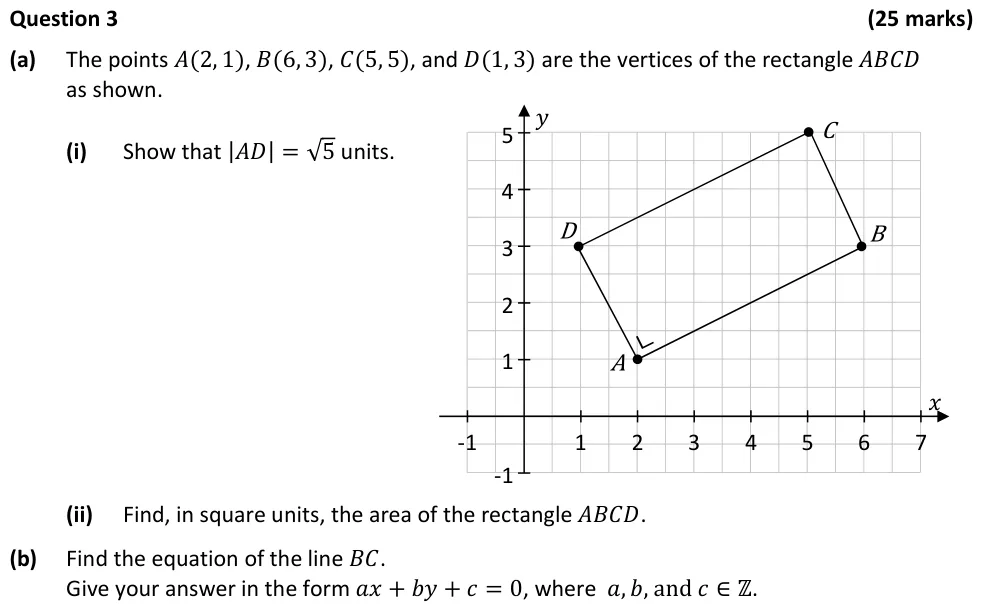 Question 3 (25 marks)
(a) The points A(2, 1), B(6, 3), C(5, 5), and D(1, 3) are the vertices of the rectangle ABCD
as shown.
(i) Show that |AD| = √5 units.
y
5
C
4
D
B
3
2
1
A
x
-1 1 2 3 4 5 6 7
-1
(ii) Find, in square units, the area of the rectangle ABCD.
(b) Find the equation of the line BC.
Give your answer in the form ax + by + c = 0, where a, b, and c ∈ ℤ.